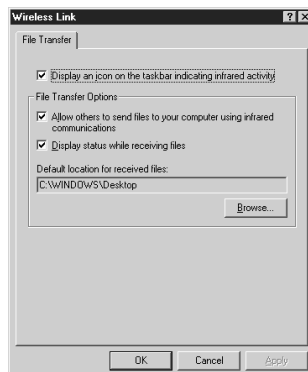 Wireless Link
File Transfer
Display an icon on the taskbar indicating infrared activity
File Transfer Options
Allow others to send files to your computer using infrared
communications
Display status while receiving files
Default location for received files:
C:\WINDOWS\Desktop
Browse...
OK Cancel Apply